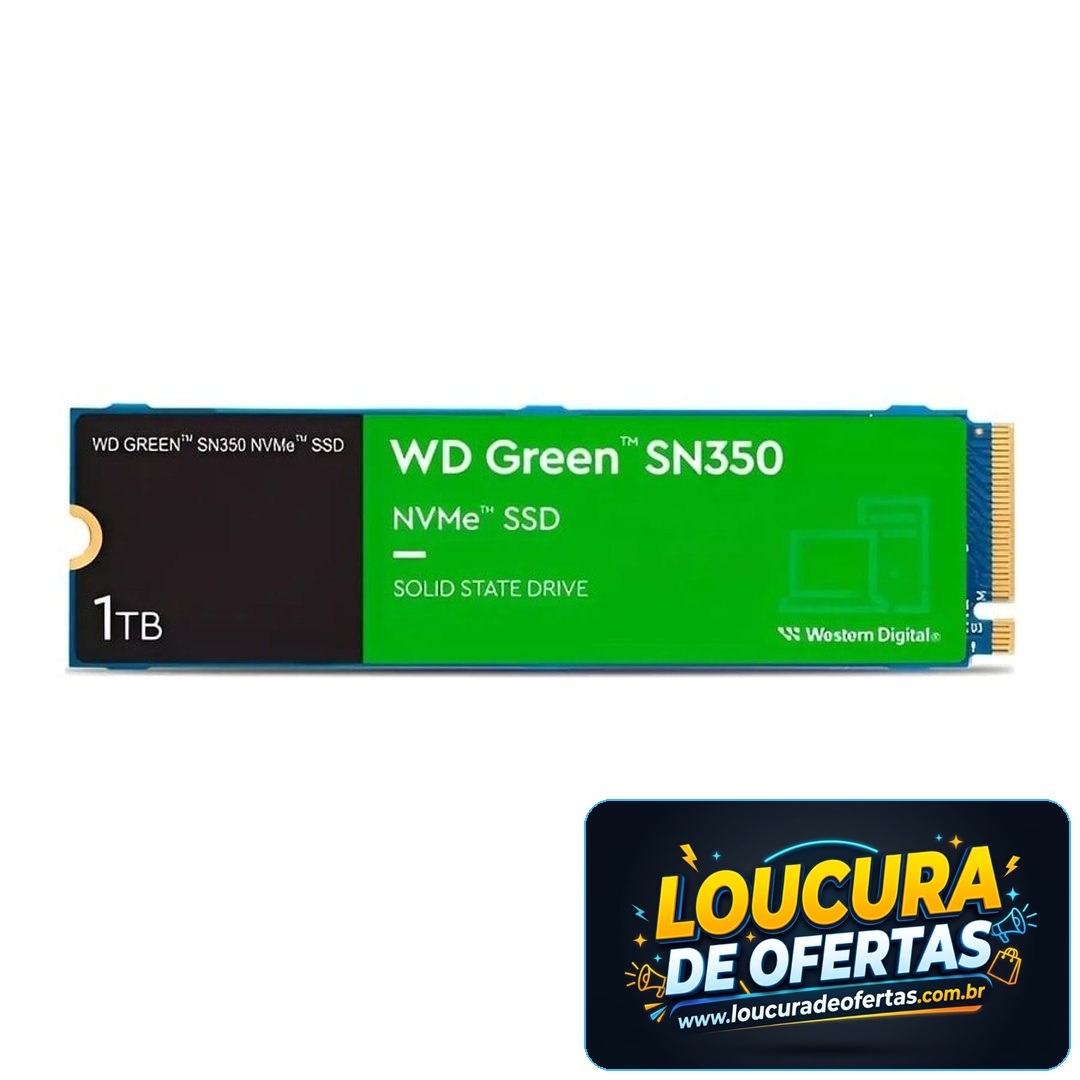 WD GREEN™ SN350 NVMe™ SSD
1TB
WD Green™ SN350
NVMe™ SSD
SOLID STATE DRIVE
Western Digital®
M
LOUCURA
DE OFERTAS
www.loucuradeofertas.com.br